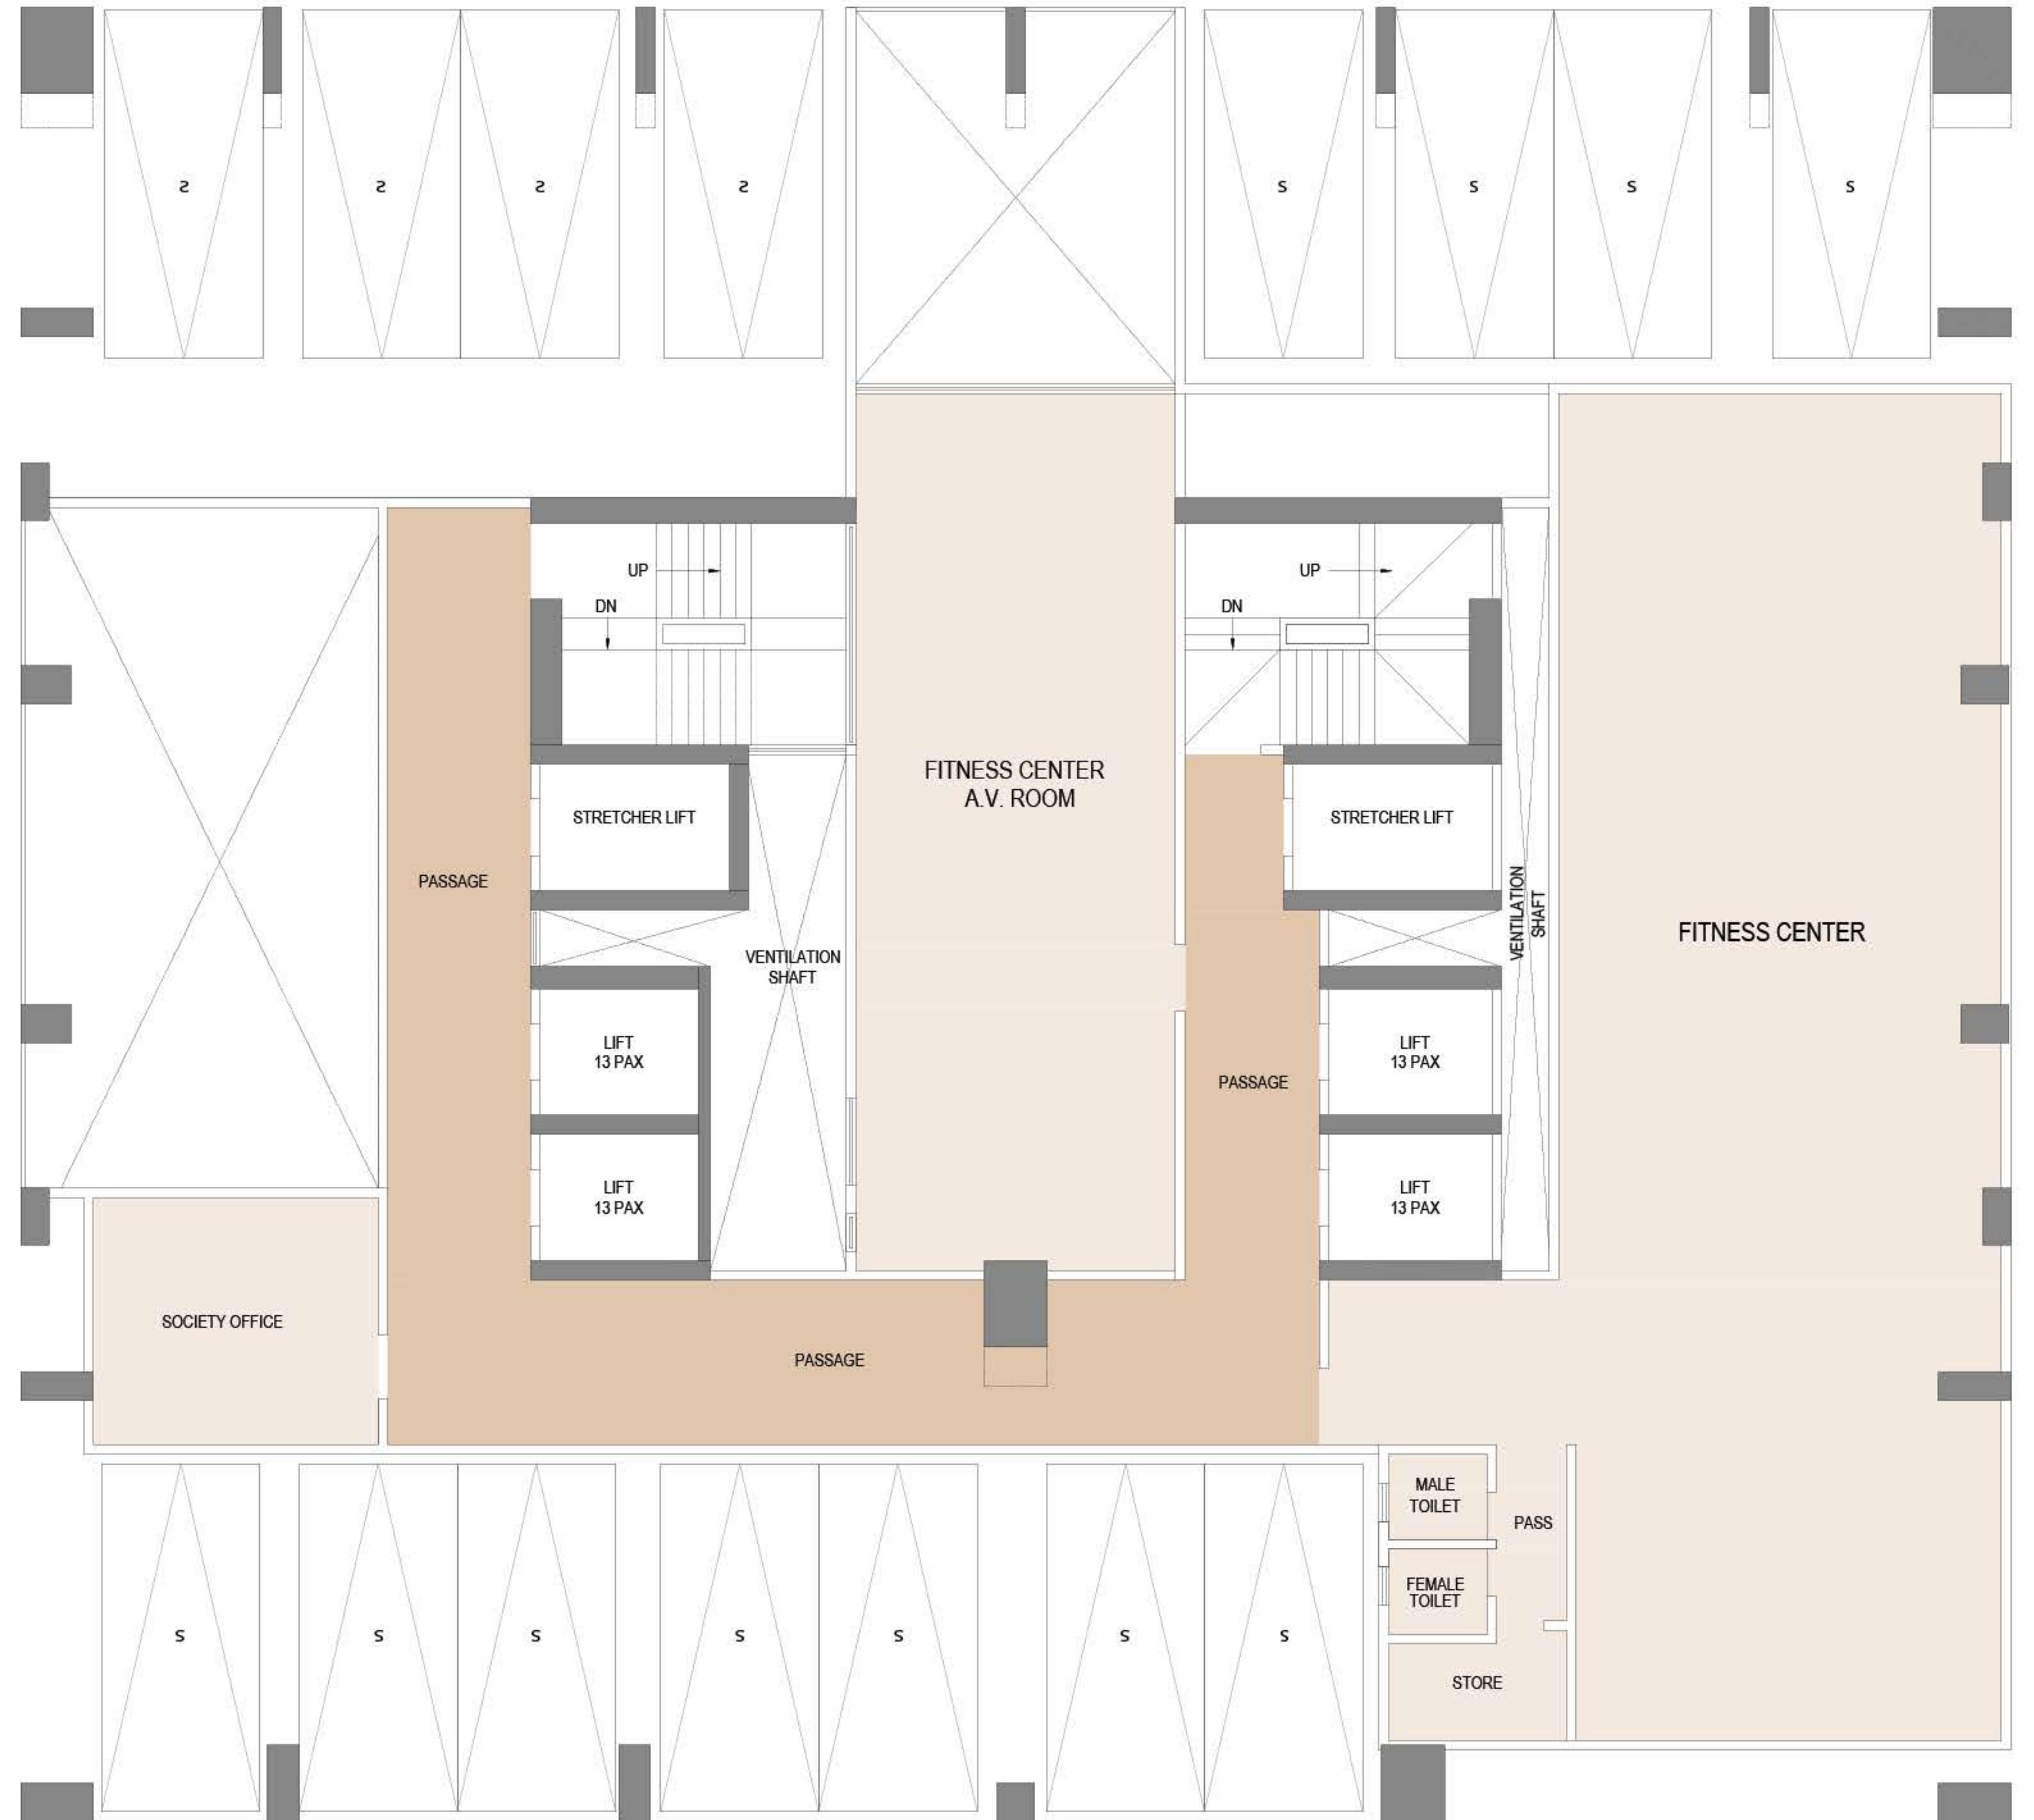 S
S
S
S
S
S
S
S
UP
UP
DN
DN
FITNESS CENTER
A.V. ROOM
STRETCHER LIFT
STRETCHER LIFT
PASSAGE
VENTILATION
SHAFT
FITNESS CENTER
VENTILATION
SHAFT
LIFT
13 PAX
LIFT
13 PAX
PASSAGE
LIFT
13 PAX
LIFT
13 PAX
SOCIETY OFFICE
PASSAGE
MALE
TOILET
PASS
FEMALE
TOILET
STORE
S
S
S
S
S
S
S